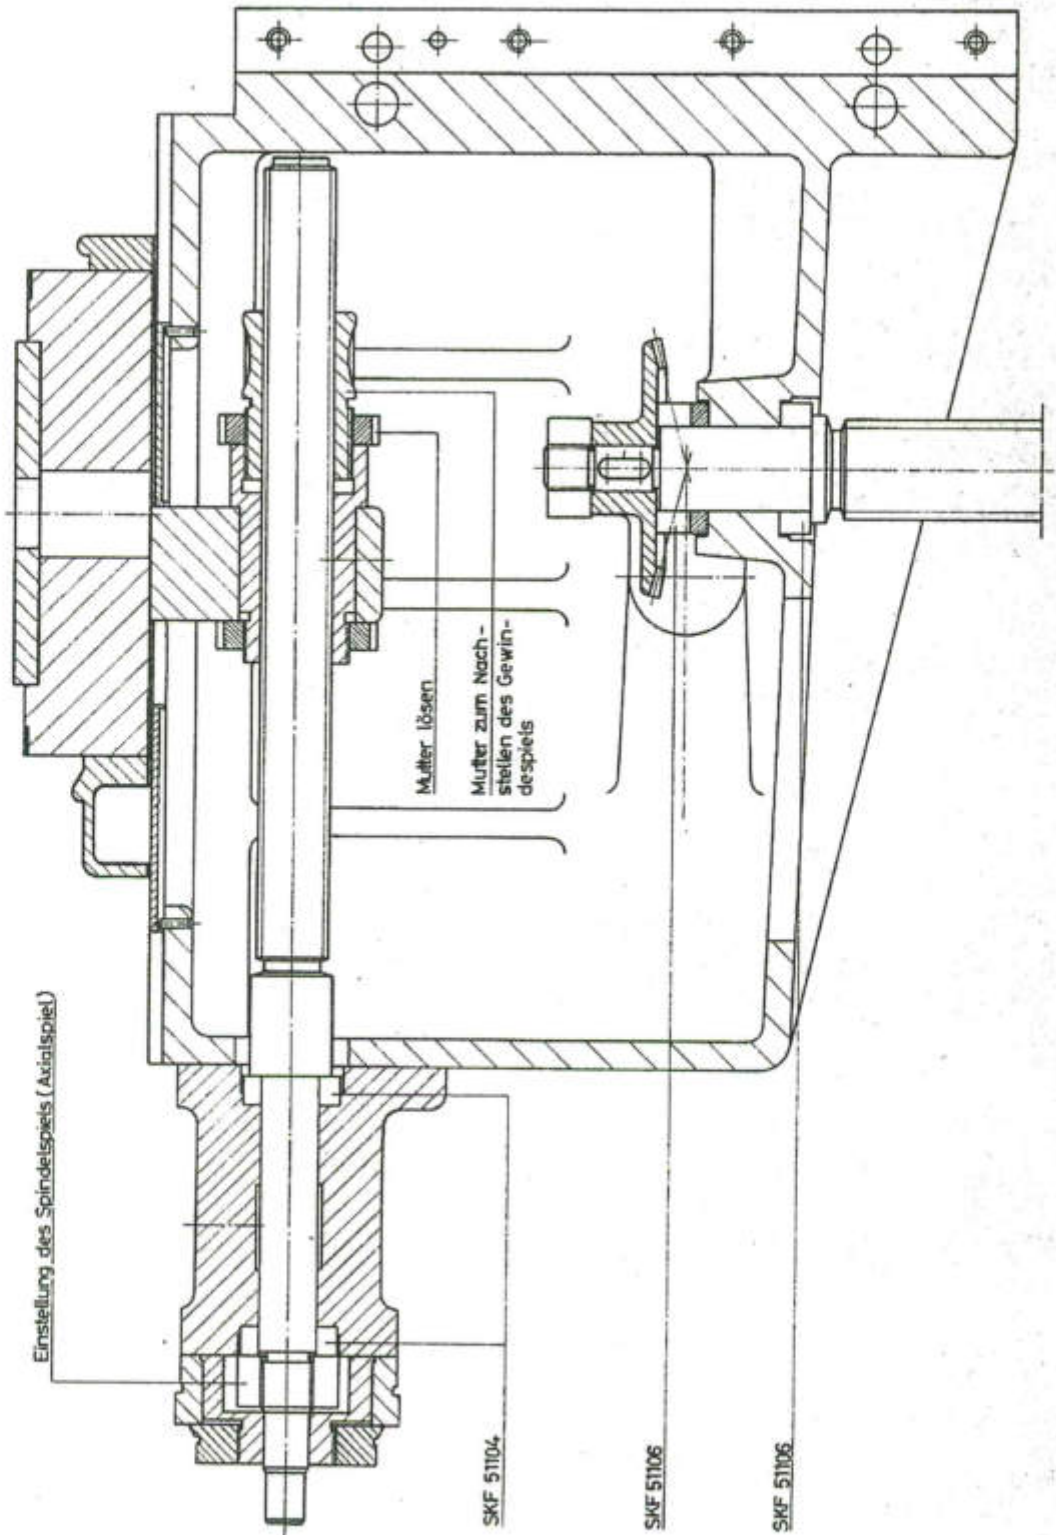 Einstellung des Spindelspiels (Axialspiel)
Mutter lösen
Mutter zum Nach-
stellen des Gewin-
despiels
SKF 51104
SKF 51106
SKF 51106